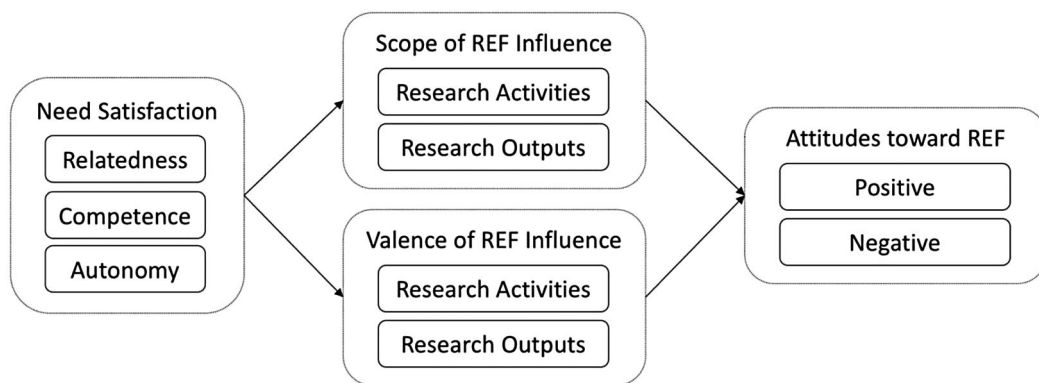 Need Satisfaction
Relatedness
Competence
Autonomy
Scope of REF Influence
Research Activities
Research Outputs
Valence of REF Influence
Research Activities
Research Outputs
Attitudes toward REF
Positive
Negative